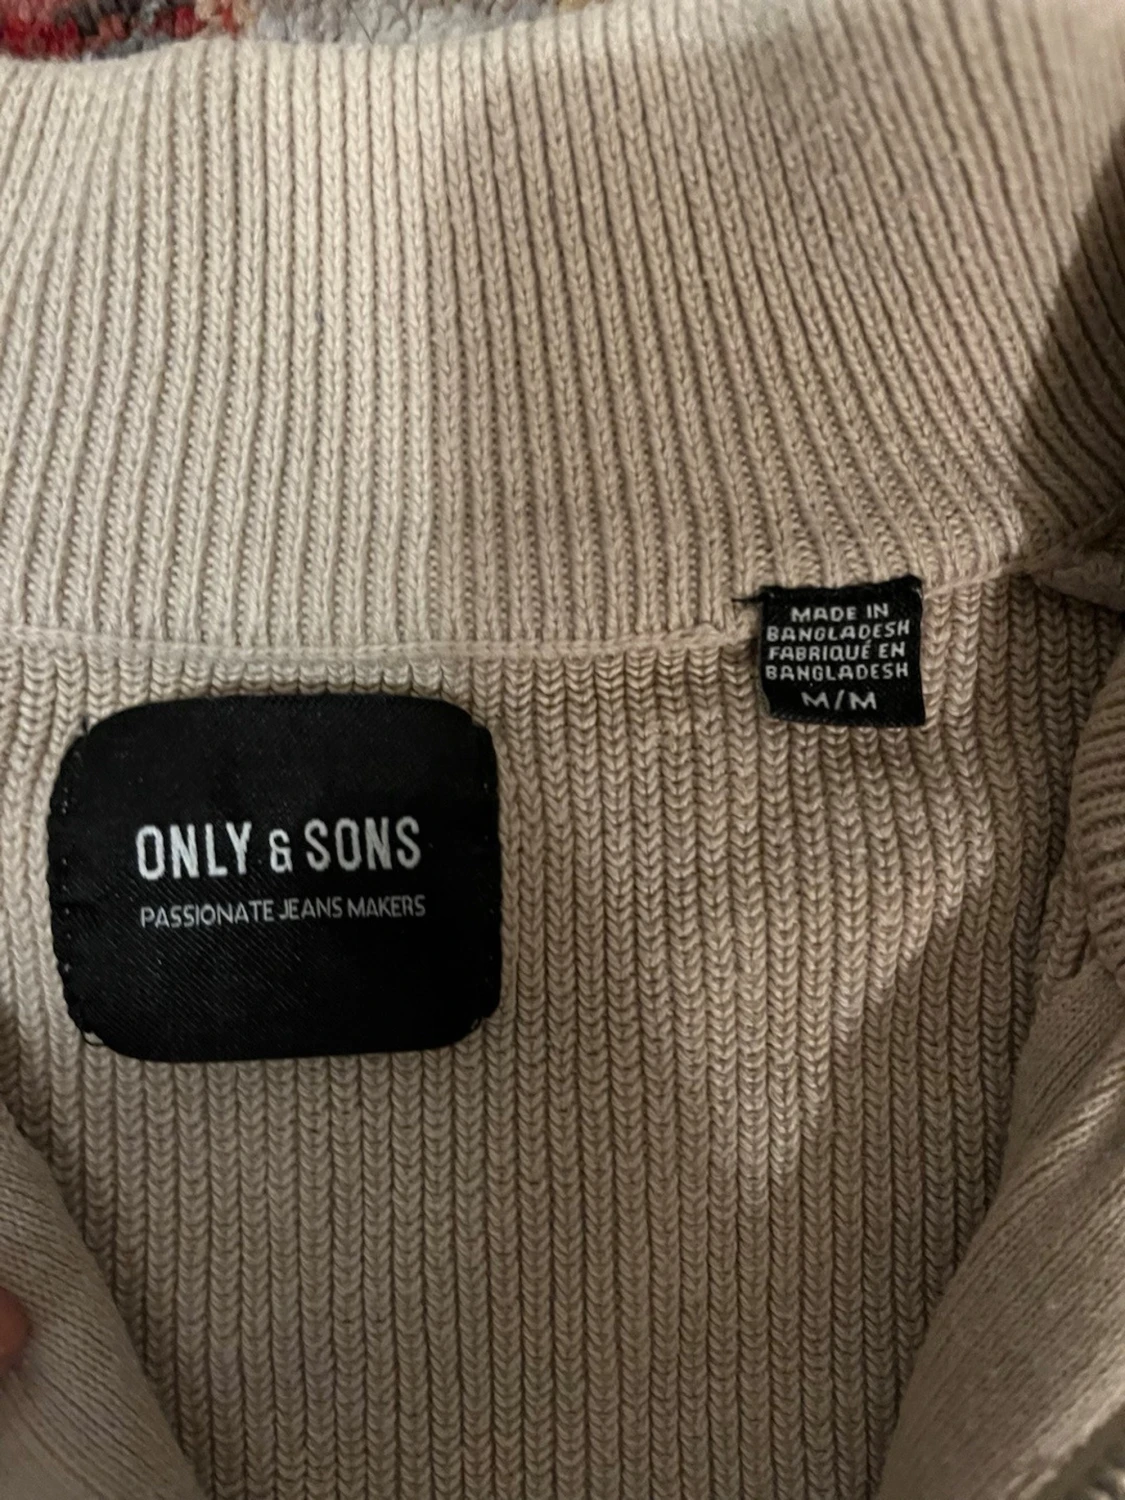 MADE IN
BANGLADESH
FABRIQUÉ EN
BANGLADESH
M/M
ONLY & SONS
PASSIONATE JEANS MAKERS